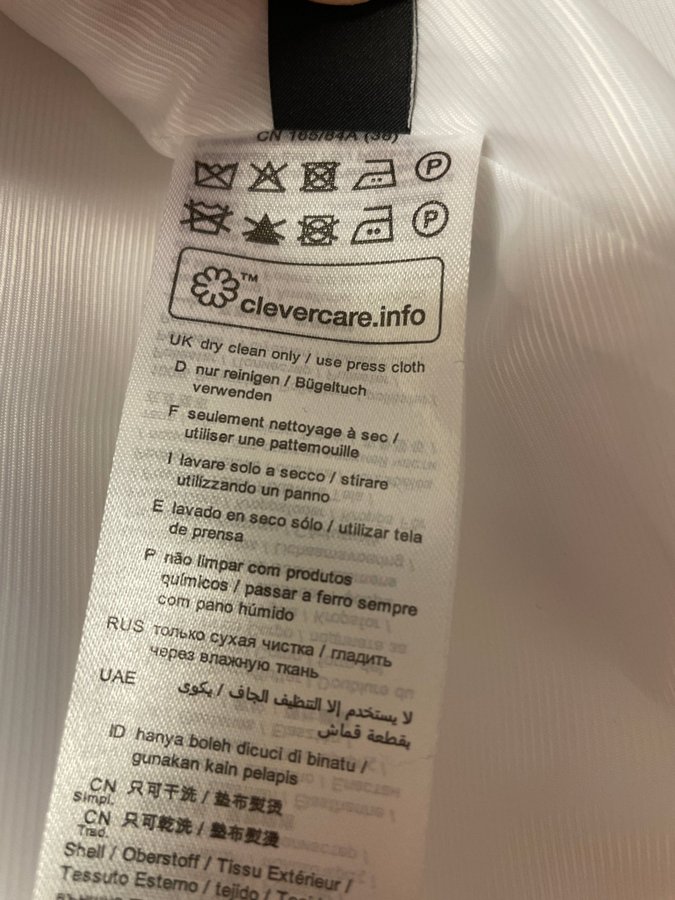 CN 165/84A (38)
P
P
™
clevercare.info
UK dry clean only / use press cloth
D nur reinigen / Bügeltuch
verwenden
F seulement nettoyage à sec /
utiliser une pattemouille
I lavare solo a secco / stirare
utilizzando un panno
E lavado en seco sólo / utilizar tela
de prensa
P não limpar com produtos
químicos / passar a ferro sempre
com pano húmido
RUS только сухая чистка / гладить
через влажную ткань
UAE لا يستخدم إلا التنظيف الجاف / يكوى
بقطعة قماش
ID hanya boleh dicuci di binatu /
gunakan kain pelapis
CN Simpl. 只可干洗 / 垫布熨烫
CN Trad. 只可乾洗 / 墊布熨燙
Shell / Oberstoff / Tissu Extérieur /
Tessuto Esterno / tejido /